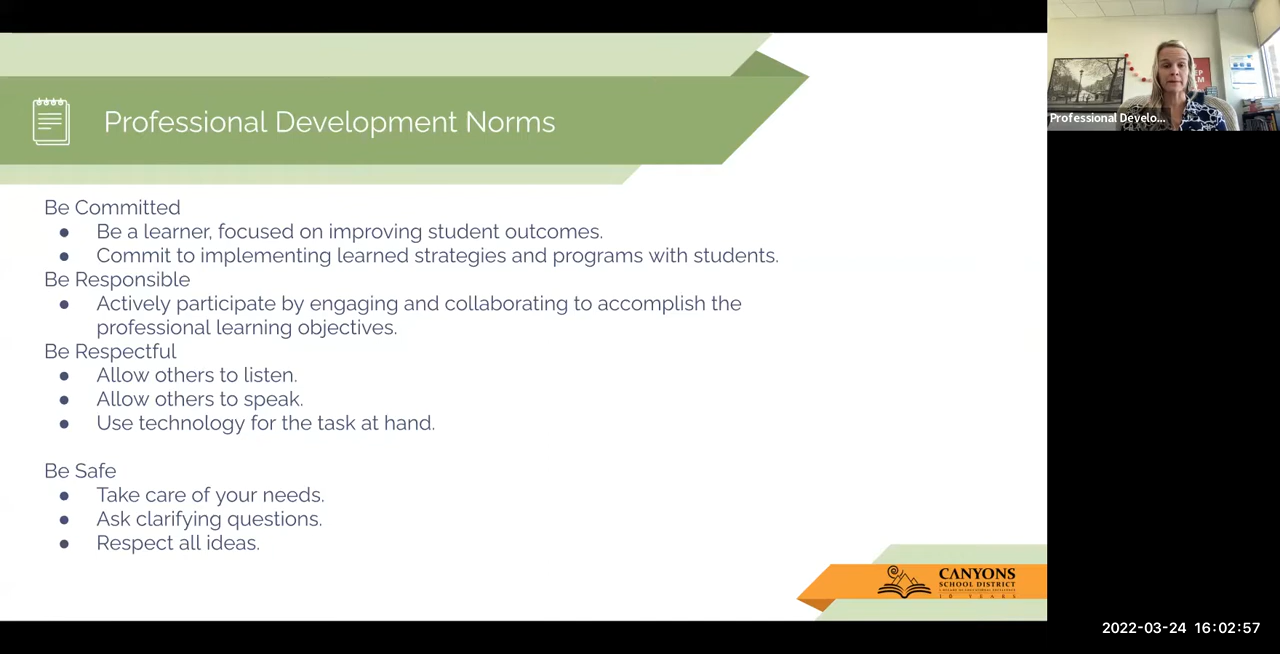 Professional Development Norms
Professional Develo...
Be Committed
● Be a learner, focused on improving student outcomes.
● Commit to implementing learned strategies and programs with students.
Be Responsible
● Actively participate by engaging and collaborating to accomplish the
professional learning objectives.
Be Respectful
● Allow others to listen.
● Allow others to speak.
● Use technology for the task at hand.
Be Safe
● Take care of your needs.
● Ask clarifying questions.
● Respect all ideas.
CANYONS
SCHOOL DISTRICT
10 YEARS
2022-03-24 16:02:57